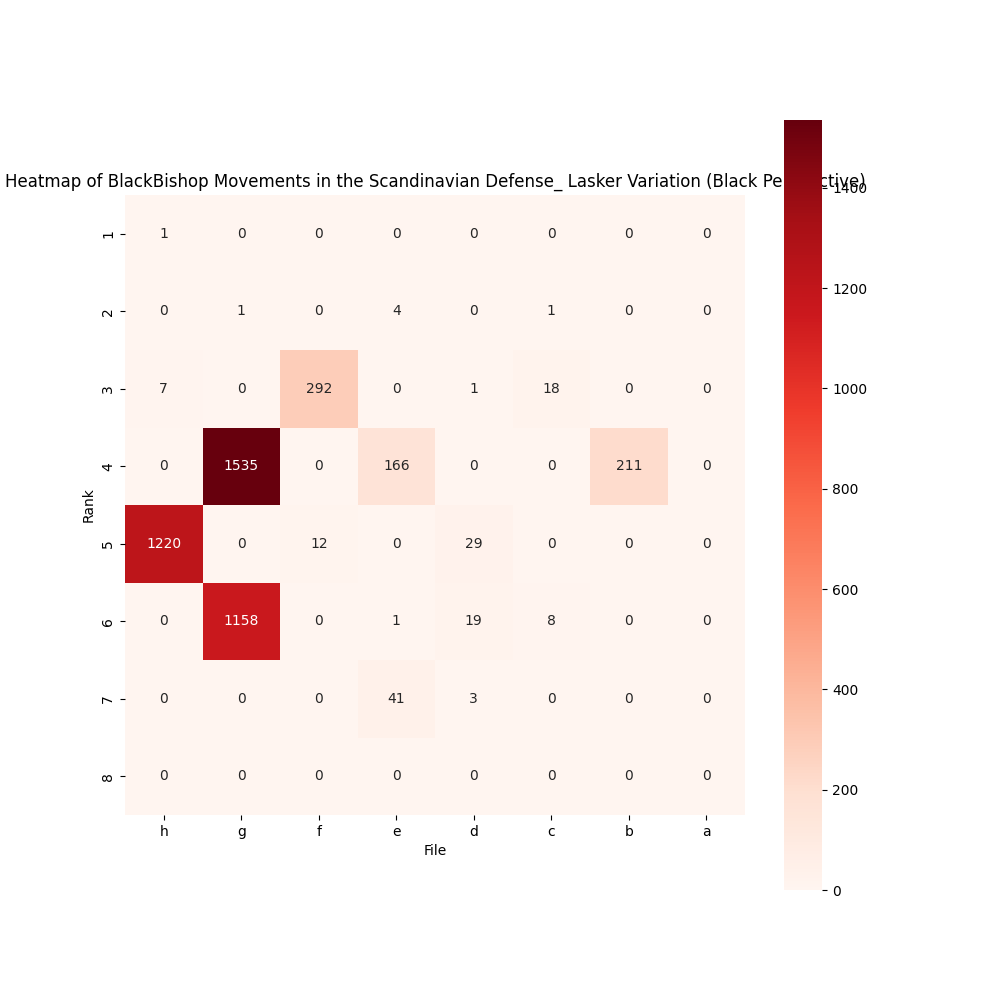 Heatmap of BlackBishop Movements in the Scandinavian Defense_ Lasker Variation (Black Pe ctive)
1400
1 1 0 0 0 0 0 0 0
2 0 1 0 4 0 1 0 0
1200
3 7 0 292 0 1 18 0 0
1000
4 0 1535 0 166 0 0 211 0
800
Rank
5 1220 0 12 0 29 0 0 0
600
6 0 1158 0 1 19 8 0 0
400
7 0 0 0 41 3 0 0 0
200
8 0 0 0 0 0 0 0 0
h g f e d c b a
File
0